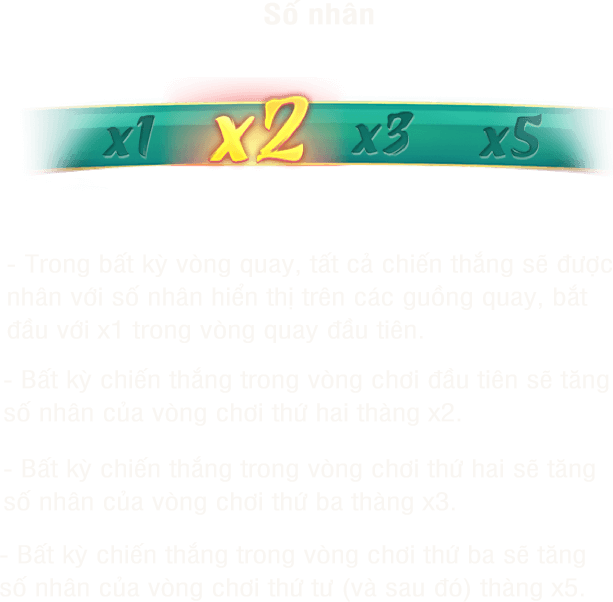 Số nhân
x1 x2 x3 x5
- Trong bất kỳ vòng quay, tất cả chiến thắng sẽ được
nhân với số nhân hiển thị trên các guồng quay, bắt
đầu với x1 trong vòng quay đầu tiên.
- Bất kỳ chiến thắng trong vòng chơi đầu tiên sẽ tăng
số nhân của vòng chơi thứ hai thàng x2.
- Bất kỳ chiến thắng trong vòng chơi thứ hai sẽ tặng
số nhân của vòng chơi thứ ba thàng x3.
- Bất kỳ chiến thắng trong vòng chơi thứ ba sẽ tăng
số nhân của vòng chơi thứ tư (và sau đó) thàng x5.